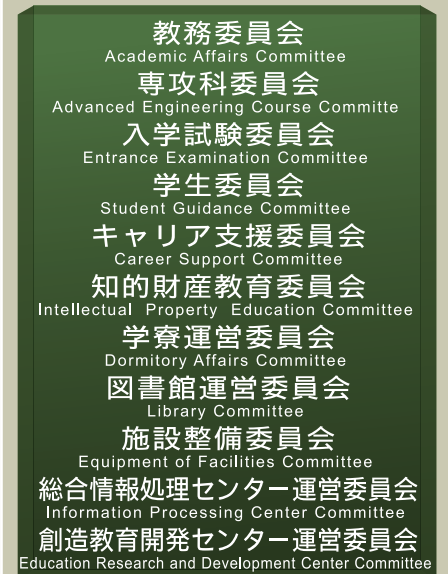 教務委員会
Academic Affairs Committee
専攻科委員会
Advanced Engineering Course Committe
入学試験委員会
Entrance Examination Committee
学生委員会
Student Guidance Committee
キャリア支援委員会
Career Support Committee
知的財産教育委員会
Intellectual Property Education Committee
学寮運営委員会
Dormitory Affairs Committee
図書館運営委員会
Library Committee
施設整備委員会
Equipment of Facilities Committee
総合情報処理センター運営委員会
Information Processing Center Committee
創造教育開発センター運営委員会
Education Research and Development Center Committee